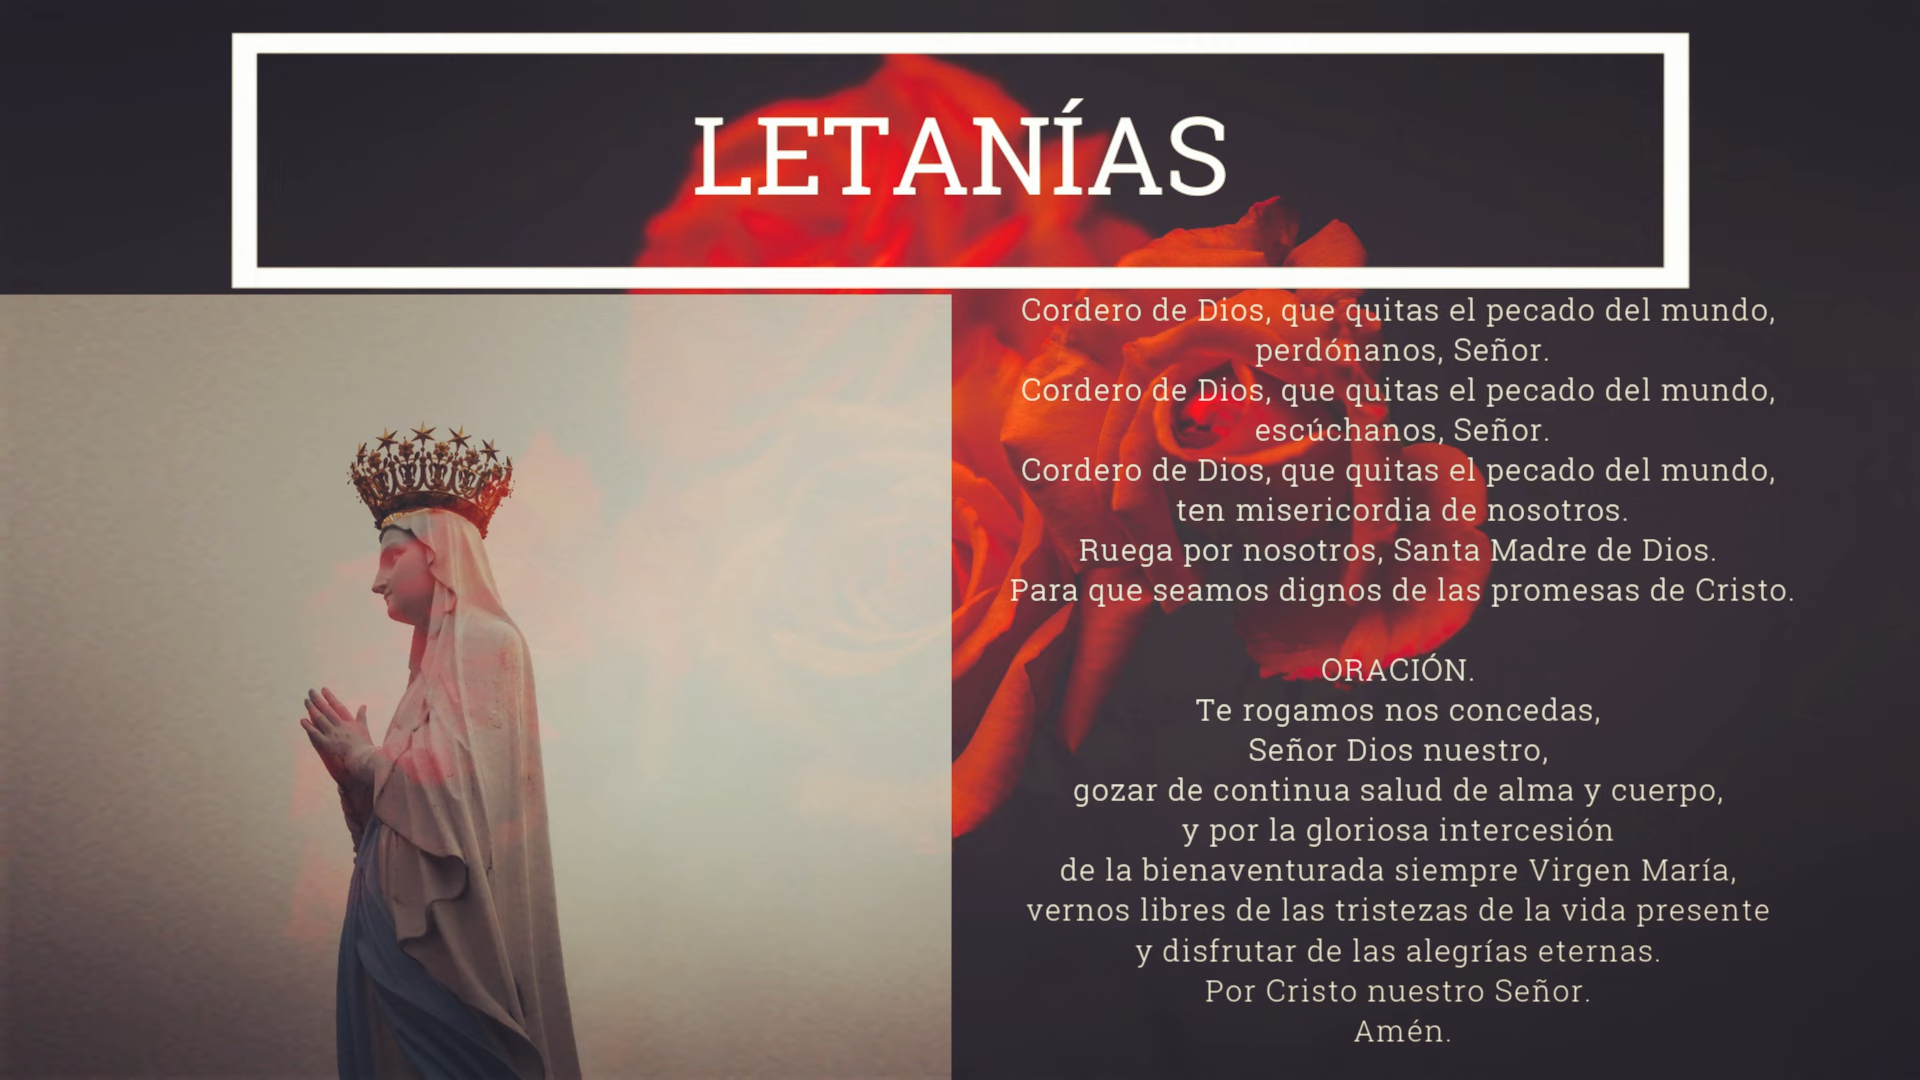 LETANÍAS
Cordero de Dios, que quitas el pecado del mundo,
perdónanos, Señor.
Cordero de Dios, que quitas el pecado del mundo,
escúchanos, Señor.
Cordero de Dios, que quitas el pecado del mundo,
ten misericordia de nosotros.
Ruega por nosotros, Santa Madre de Dios.
Para que seamos dignos de las promesas de Cristo.
ORACIÓN.
Te rogamos nos concedas,
Señor Dios nuestro,
gozar de continua salud de alma y cuerpo,
y por la gloriosa intercesión
de la bienaventurada siempre Virgen María,
vernos libres de las tristezas de la vida presente
y disfrutar de las alegrías eternas.
Por Cristo nuestro Señor.
Amén.